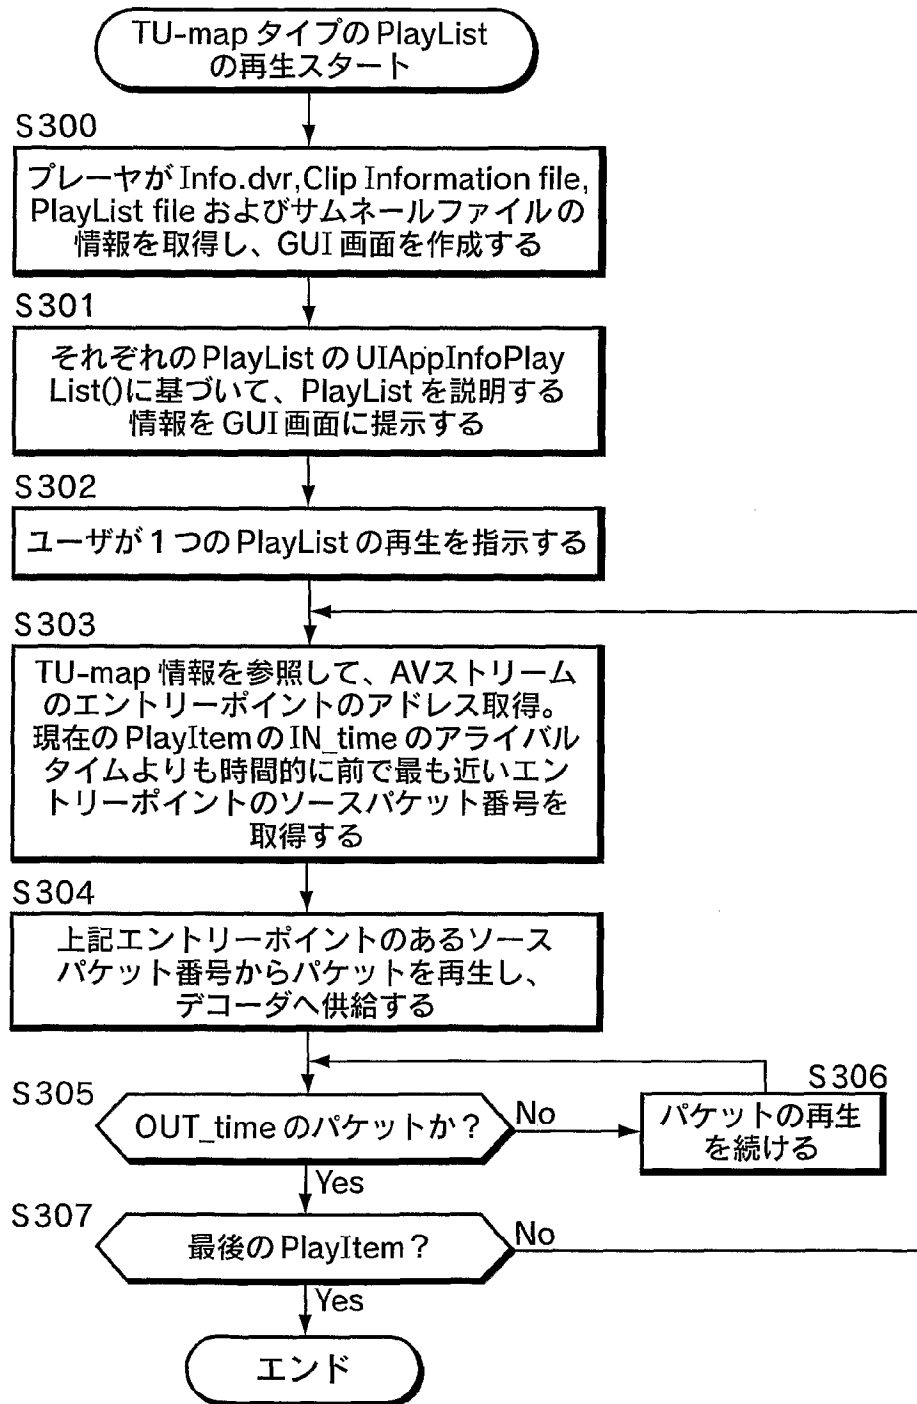 TU-map タイプの PlayList
の再生スタート
S300
プレーヤが Info.dvr,Clip Information file,
PlayList file およびサムネールファイルの
情報を取得し、GUI 画面を作成する
S301
それぞれの PlayList の UIAppInfoPlay
List()に基づいて、PlayList を説明する
情報を GUI 画面に提示する
S302
ユーザが 1 つの PlayList の再生を指示する
S303
TU-map 情報を参照して、AVストリーム
のエントリーポイントのアドレス取得。
現在の PlayItem の IN_time のアライバル
タイムよりも時間的に前で最も近いエン
トリーポイントのソースパケット番号を
取得する
S304
上記エントリーポイントのあるソース
パケット番号からパケットを再生し、
デコーダへ供給する
S305
OUT_time のパケットか？
No
S306
パケットの再生
を続ける
Yes
S307
最後の PlayItem？
No
Yes
エンド